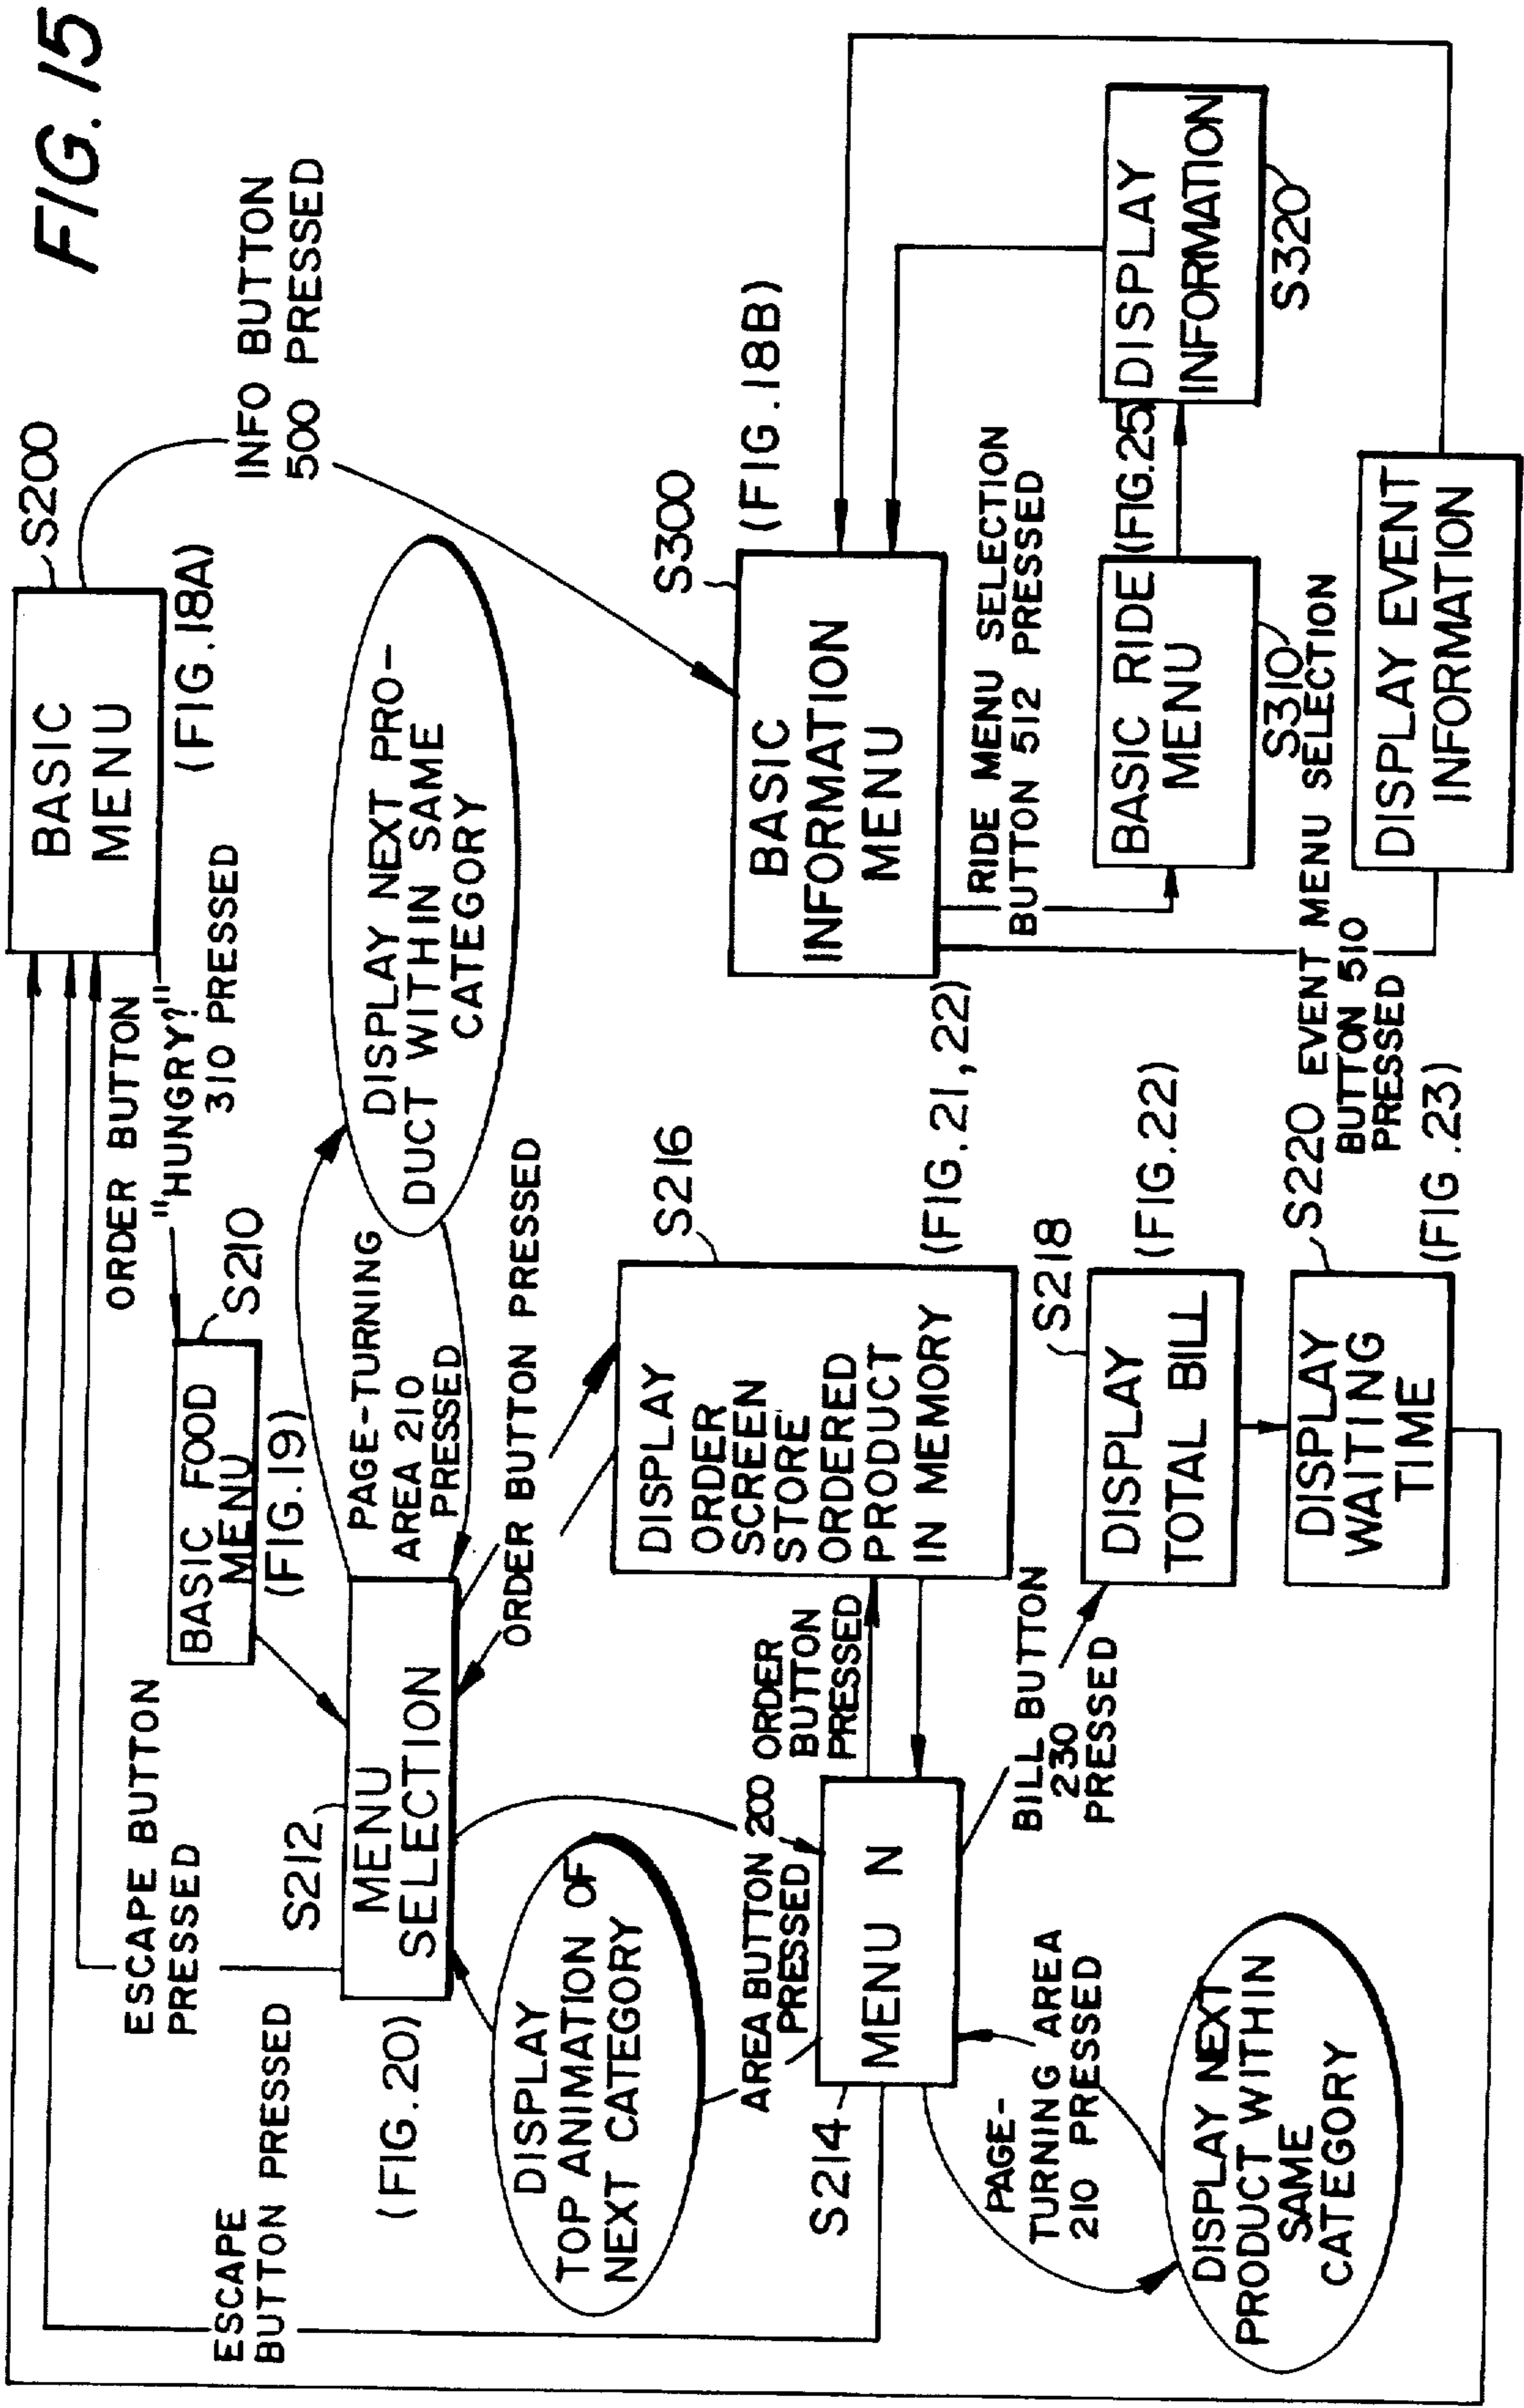 FIG. 15
BASIC
MENU
S200
(FIG. 18A)
INFO BUTTON
500 PRESSED
ORDER BUTTON
"HUNGRY?"
310 PRESSED
BASIC FOOD
MENU
S210
(FIG. 19)
ESCAPE BUTTON
PRESSED
ESCAPE
BUTTON PRESSED
S212
MENU
SELECTION
(FIG. 20)
PAGE-TURNING
AREA 210
PRESSED
DISPLAY NEXT PRO-
DUCT WITHIN SAME
CATEGORY
ORDER BUTTON PRESSED
DISPLAY
TOP ANIMATION OF
NEXT CATEGORY
AREA BUTTON 200
PRESSED
ORDER
BUTTON
PRESSED
DISPLAY
ORDER
SCREEN
STORE
ORDERED
PRODUCT
IN MEMORY
S216
(FIG. 21, 22)
MENU N
S214
PAGE-
TURNING AREA
210 PRESSED
DISPLAY NEXT
PRODUCT WITHIN
SAME
CATEGORY
BILL BUTTON
230
PRESSED
DISPLAY
TOTAL BILL
S218
(FIG. 22)
DISPLAY
WAITING
TIME
S220
(FIG. 23)
BASIC
INFORMATION
MENU
S300
(FIG. 18B)
RIDE MENU SELECTION
BUTTON 512 PRESSED
BASIC RIDE
MENU
S310
(FIG. 25)
DISPLAY
INFORMATION
S320
EVENT MENU SELECTION
BUTTON 510
PRESSED
DISPLAY EVENT
INFORMATION